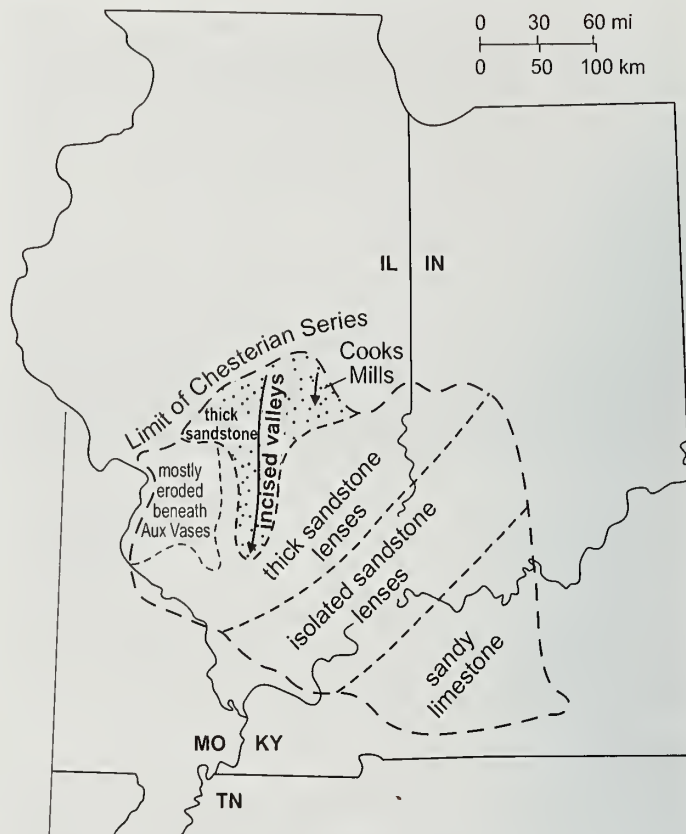 0 30 60 mi
0 50 100 km
IL IN
Limit of Chesterian Series
Cooks
Mills
thick
sandstone
Incised valleys
mostly
eroded
beneath
Aux Vases
thick sandstone
lenses
isolated sandstone
lenses
sandy
limestone
MO KY
TN